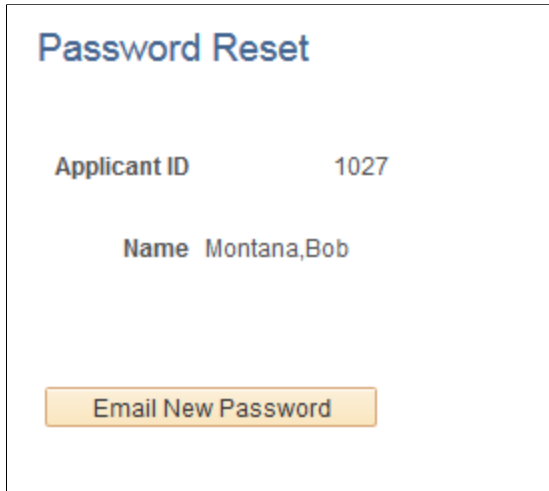 Password Reset
Applicant ID 1027
Name Montana,Bob
Email New Password